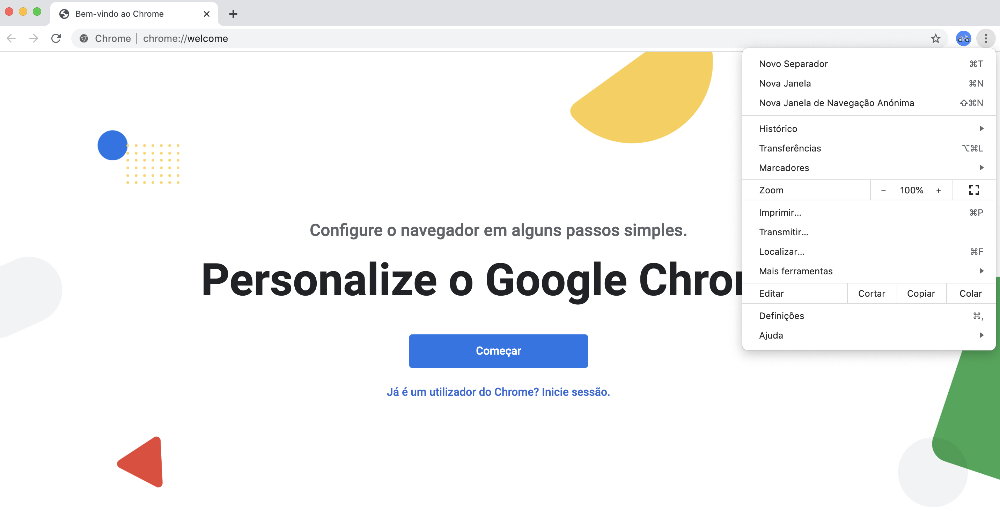 Bem-vindo ao Chrome
Chrome | chrome://welcome
Novo Separador ⌘T
Nova Janela ⌘N
Nova Janela de Navegação Anónima ⇧⌘N
Histórico
Transferências ⌥⌘L
Marcadores
Zoom − 100% +
Imprimir... ⌘P
Transmitir...
Localizar... ⌘F
Mais ferramentas
Editar Cortar Copiar Colar
Definições ⌘,
Ajuda
Configure o navegador em alguns passos simples.
Personalize o Google Chro
Começar
Já é um utilizador do Chrome? Inicie sessão.